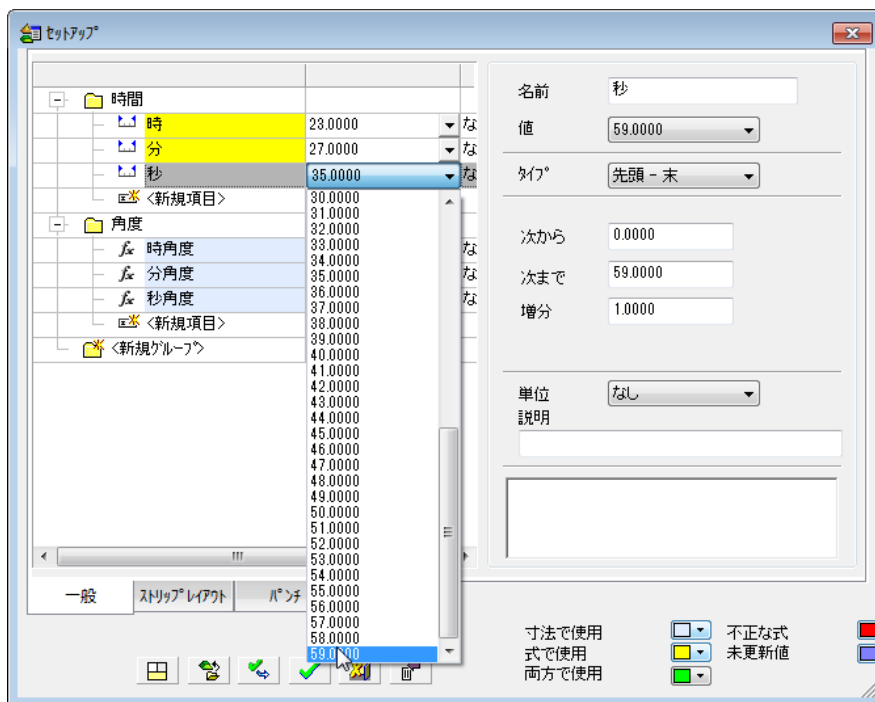 ｾｯﾄｱｯﾌﾟ
時間
時 23.0000 な
分 27.0000 な
秒 35.0000 な
<新規項目>
角度
時角度 な
分角度 な
秒角度 な
<新規項目>
<新規ｸﾞﾙｰﾌﾟ>
30.0000
31.0000
32.0000
33.0000
34.0000
35.0000
36.0000
37.0000
38.0000
39.0000
40.0000
41.0000
42.0000
43.0000
44.0000
45.0000
46.0000
47.0000
48.0000
49.0000
50.0000
51.0000
52.0000
53.0000
54.0000
55.0000
56.0000
57.0000
58.0000
59.0000
一般 ｽﾄﾘｯﾌﾟﾚｲｱｳﾄ ﾊﾟﾝﾁ
名前 秒
値 59.0000
ﾀｲﾌﾟ 先頭 - 末
次から 0.0000
次まで 59.0000
増分 1.0000
単位 なし
説明
寸法で使用 不正な式
式で使用 未更新値
両方で使用